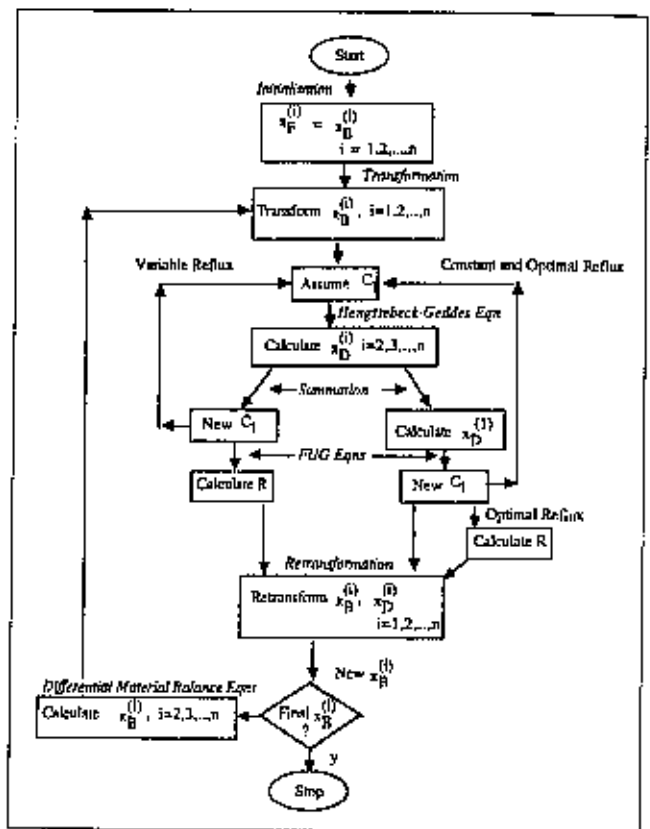 Start
Initialization
x_F^(i) = x_B^(i)
i = 1,2,...,n
Transformation
Transform x_B^(i), i=1,2,..,n
Variable Reflux
Constant and Optimal Reflux
Assume C_1
Hengstebeck-Geddes Eqn
Calculate x_D^(i) i=2,3,..,n
Summation
New C_1
Calculate x_D^(1)
FUG Eqns
Calculate R
New C_1
Optimal Reflux
Calculate R
Retransformation
Retransform x_B^(i), x_D^(i)
i=1,2,..,n
New x_B^(i)
Differential Material Balance Eqns
Calculate x_B^(i), i=2,3,..,n
Final x_B^(i)
?
y
Stop